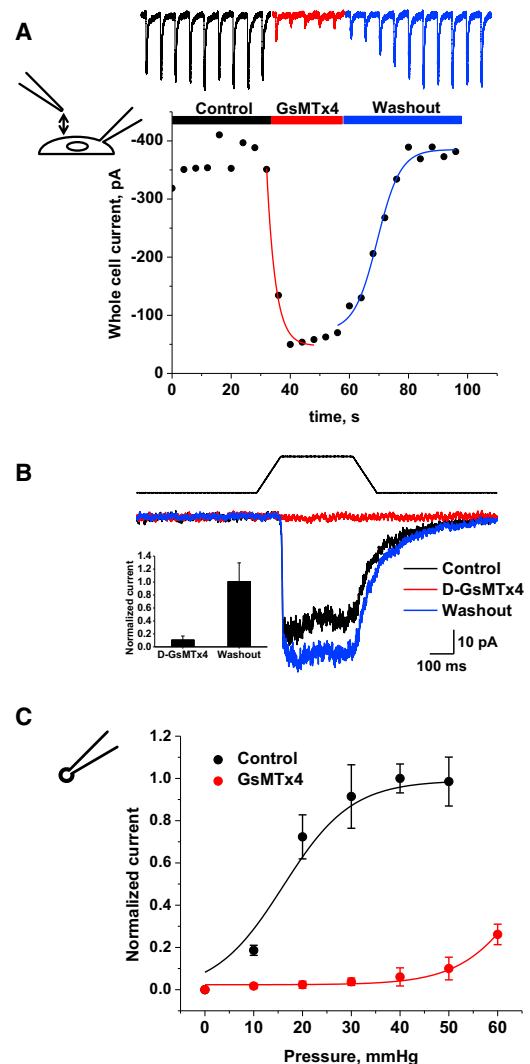 A
Control GsMTx4 Washout
Whole cell current, pA
-400
-300
-200
-100
0
0 20 40 60 80 100
time, s
B
Normalized current
1.4
1.2
1.0
0.8
0.6
0.4
0.2
0.0
D-GsMTx4 Washout
Control
D-GsMTx4
Washout
10 pA
100 ms
C
Normalized current
1.2
1.0
0.8
0.6
0.4
0.2
0.0
Control
GsMTx4
0 10 20 30 40 50 60
Pressure, mmHg